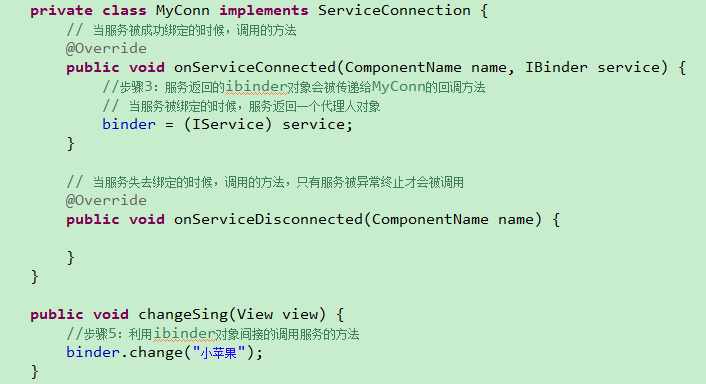 private class MyConn implements ServiceConnection {
// 当服务被成功绑定的时候，调用的方法
@Override
public void onServiceConnected(ComponentName name, IBinder service) {
//步骤3：服务返回的ibinder对象会被传递给MyConn的回调方法
// 当服务被绑定的时候，服务返回一个代理人对象
binder = (IService) service;
}
// 当服务失去绑定的时候，调用的方法，只有服务被异常终止才会被调用
@Override
public void onServiceDisconnected(ComponentName name) {
}
}
public void changeSing(View view) {
//步骤5：利用ibinder对象间接的调用服务的方法
binder.change("小苹果");
}